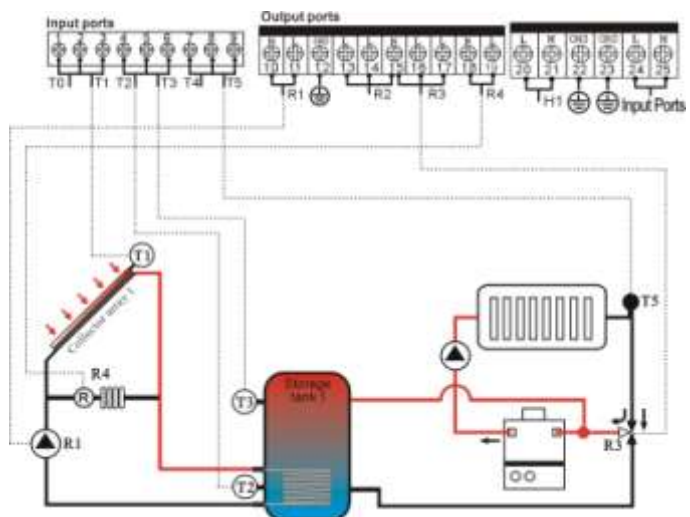 Input ports
1 2 3 4 5 6 7 8 9
T0 T1 T2 T3 T4 T5
Output ports
N
10 11 12 13 14 15 16 17 18 19
R1 R2 R3 R4
L N GND GND L N
20 21 22 23 24 25
H1 Input Ports
T1
Collector array 1
R4
R
R1
T3
T2
Storage
tank 1
T5
R3